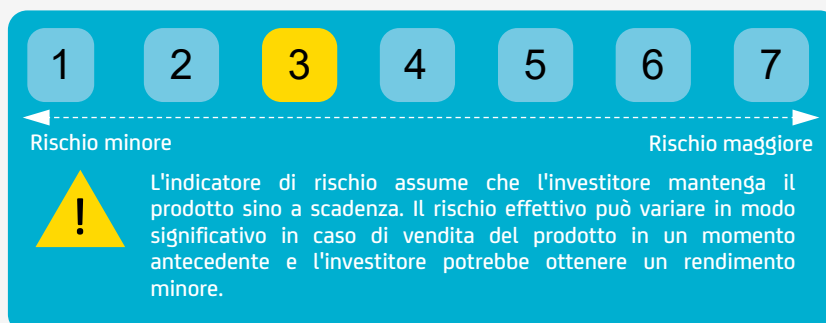 1 2 3 4 5 6 7
Rischio minore Rischio maggiore
!
L'indicatore di rischio assume che l'investitore mantenga il
prodotto sino a scadenza. Il rischio effettivo può variare in modo
significativo in caso di vendita del prodotto in un momento
antecedente e l'investitore potrebbe ottenere un rendimento
minore.